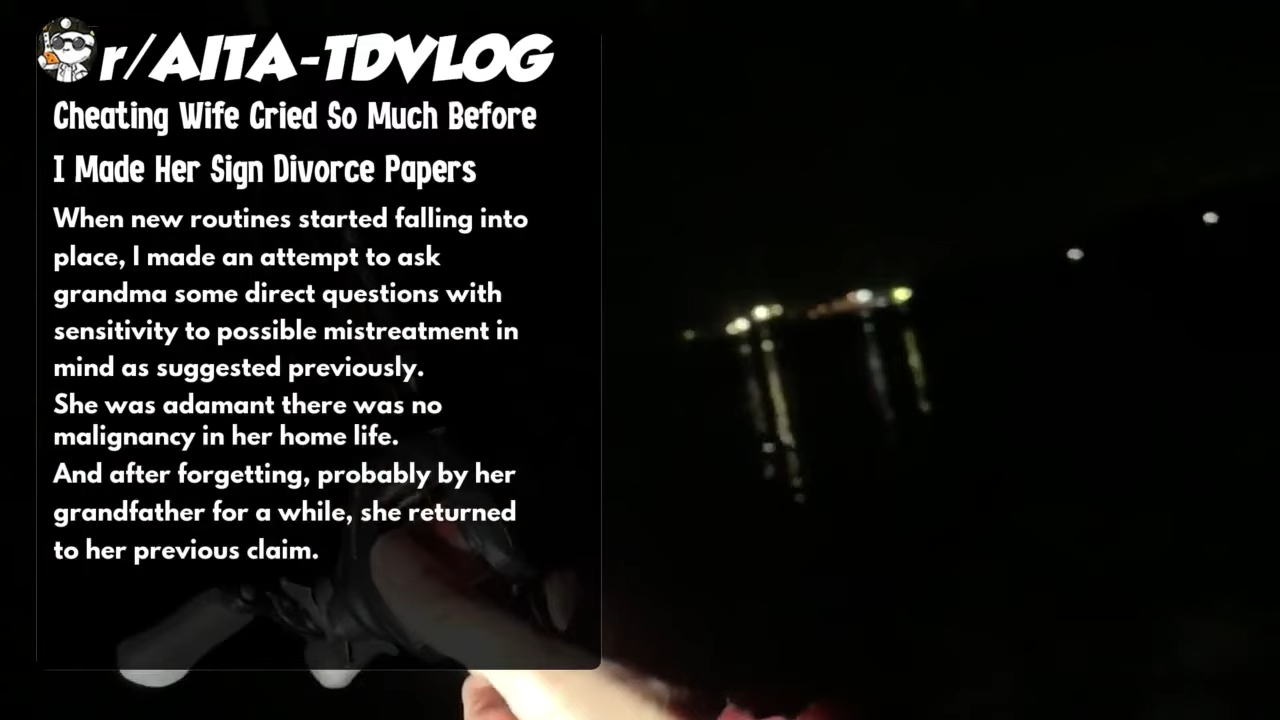 r/AITA-TDVLOG
Cheating Wife Cried So Much Before
I Made Her Sign Divorce Papers
When new routines started falling into
place, I made an attempt to ask
grandma some direct questions with
sensitivity to possible mistreatment in
mind as suggested previously.
She was adamant there was no
malignancy in her home life.
And after forgetting, probably by her
grandfather for a while, she returned
to her previous claim.